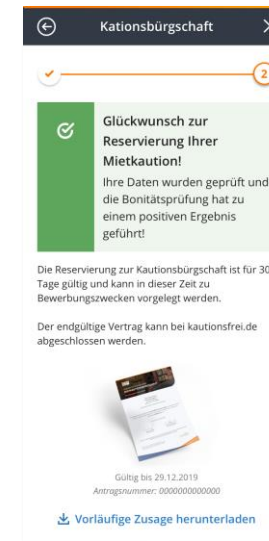 Kationsbürgschaft
2
Glückwunsch zur
Reservierung Ihrer
Mietkaution!
Ihre Daten wurden geprüft und
die Bonitätsprüfung hat zu
einem positiven Ergebnis
geführt!
Die Reservierung zur Kautionsbürgschaft ist für 30
Tage gültig und kann in dieser Zeit zu
Bewerbungszwecken vorgelegt werden.
Der endgültige Vertrag kann bei kautionsfrei.de
abgeschlossen werden.
Gültig bis 29.12.2019
Antragsnummer: 0000000000000
Vorläufige Zusage herunterladen